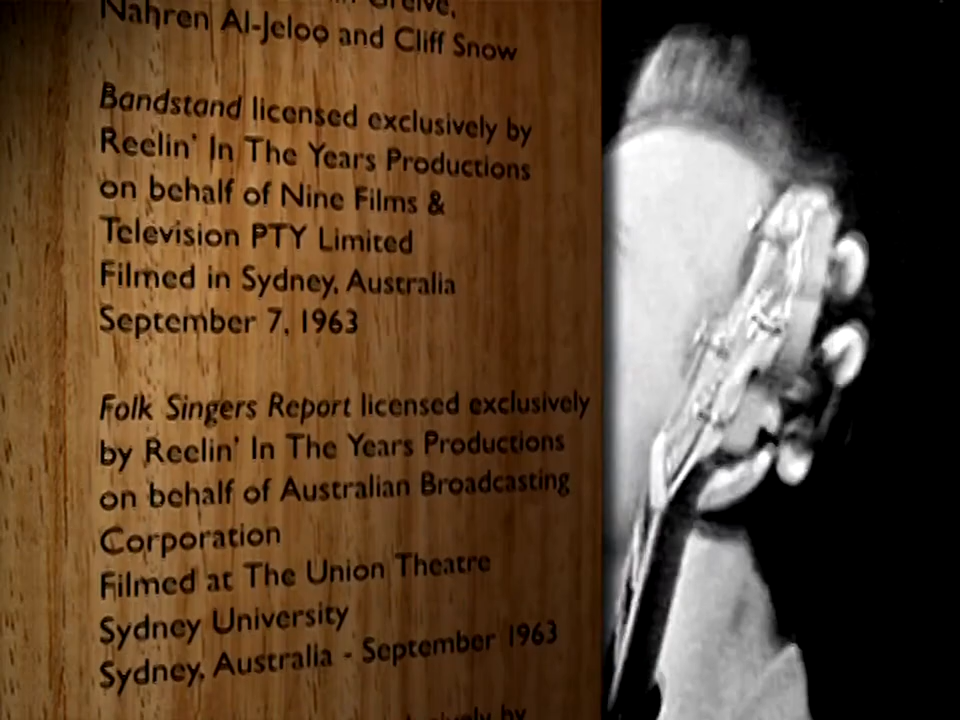 Greive,
Nahren Al-Jeloo and Cliff Snow
Bandstand licensed exclusively by
Reelin' In The Years Productions
on behalf of Nine Films &
Television PTY Limited
Filmed in Sydney, Australia
September 7, 1963
Folk Singers Report licensed exclusively
by Reelin' In The Years Productions
on behalf of Australian Broadcasting
Corporation
Filmed at The Union Theatre
Sydney University
Sydney, Australia - September 1963
by